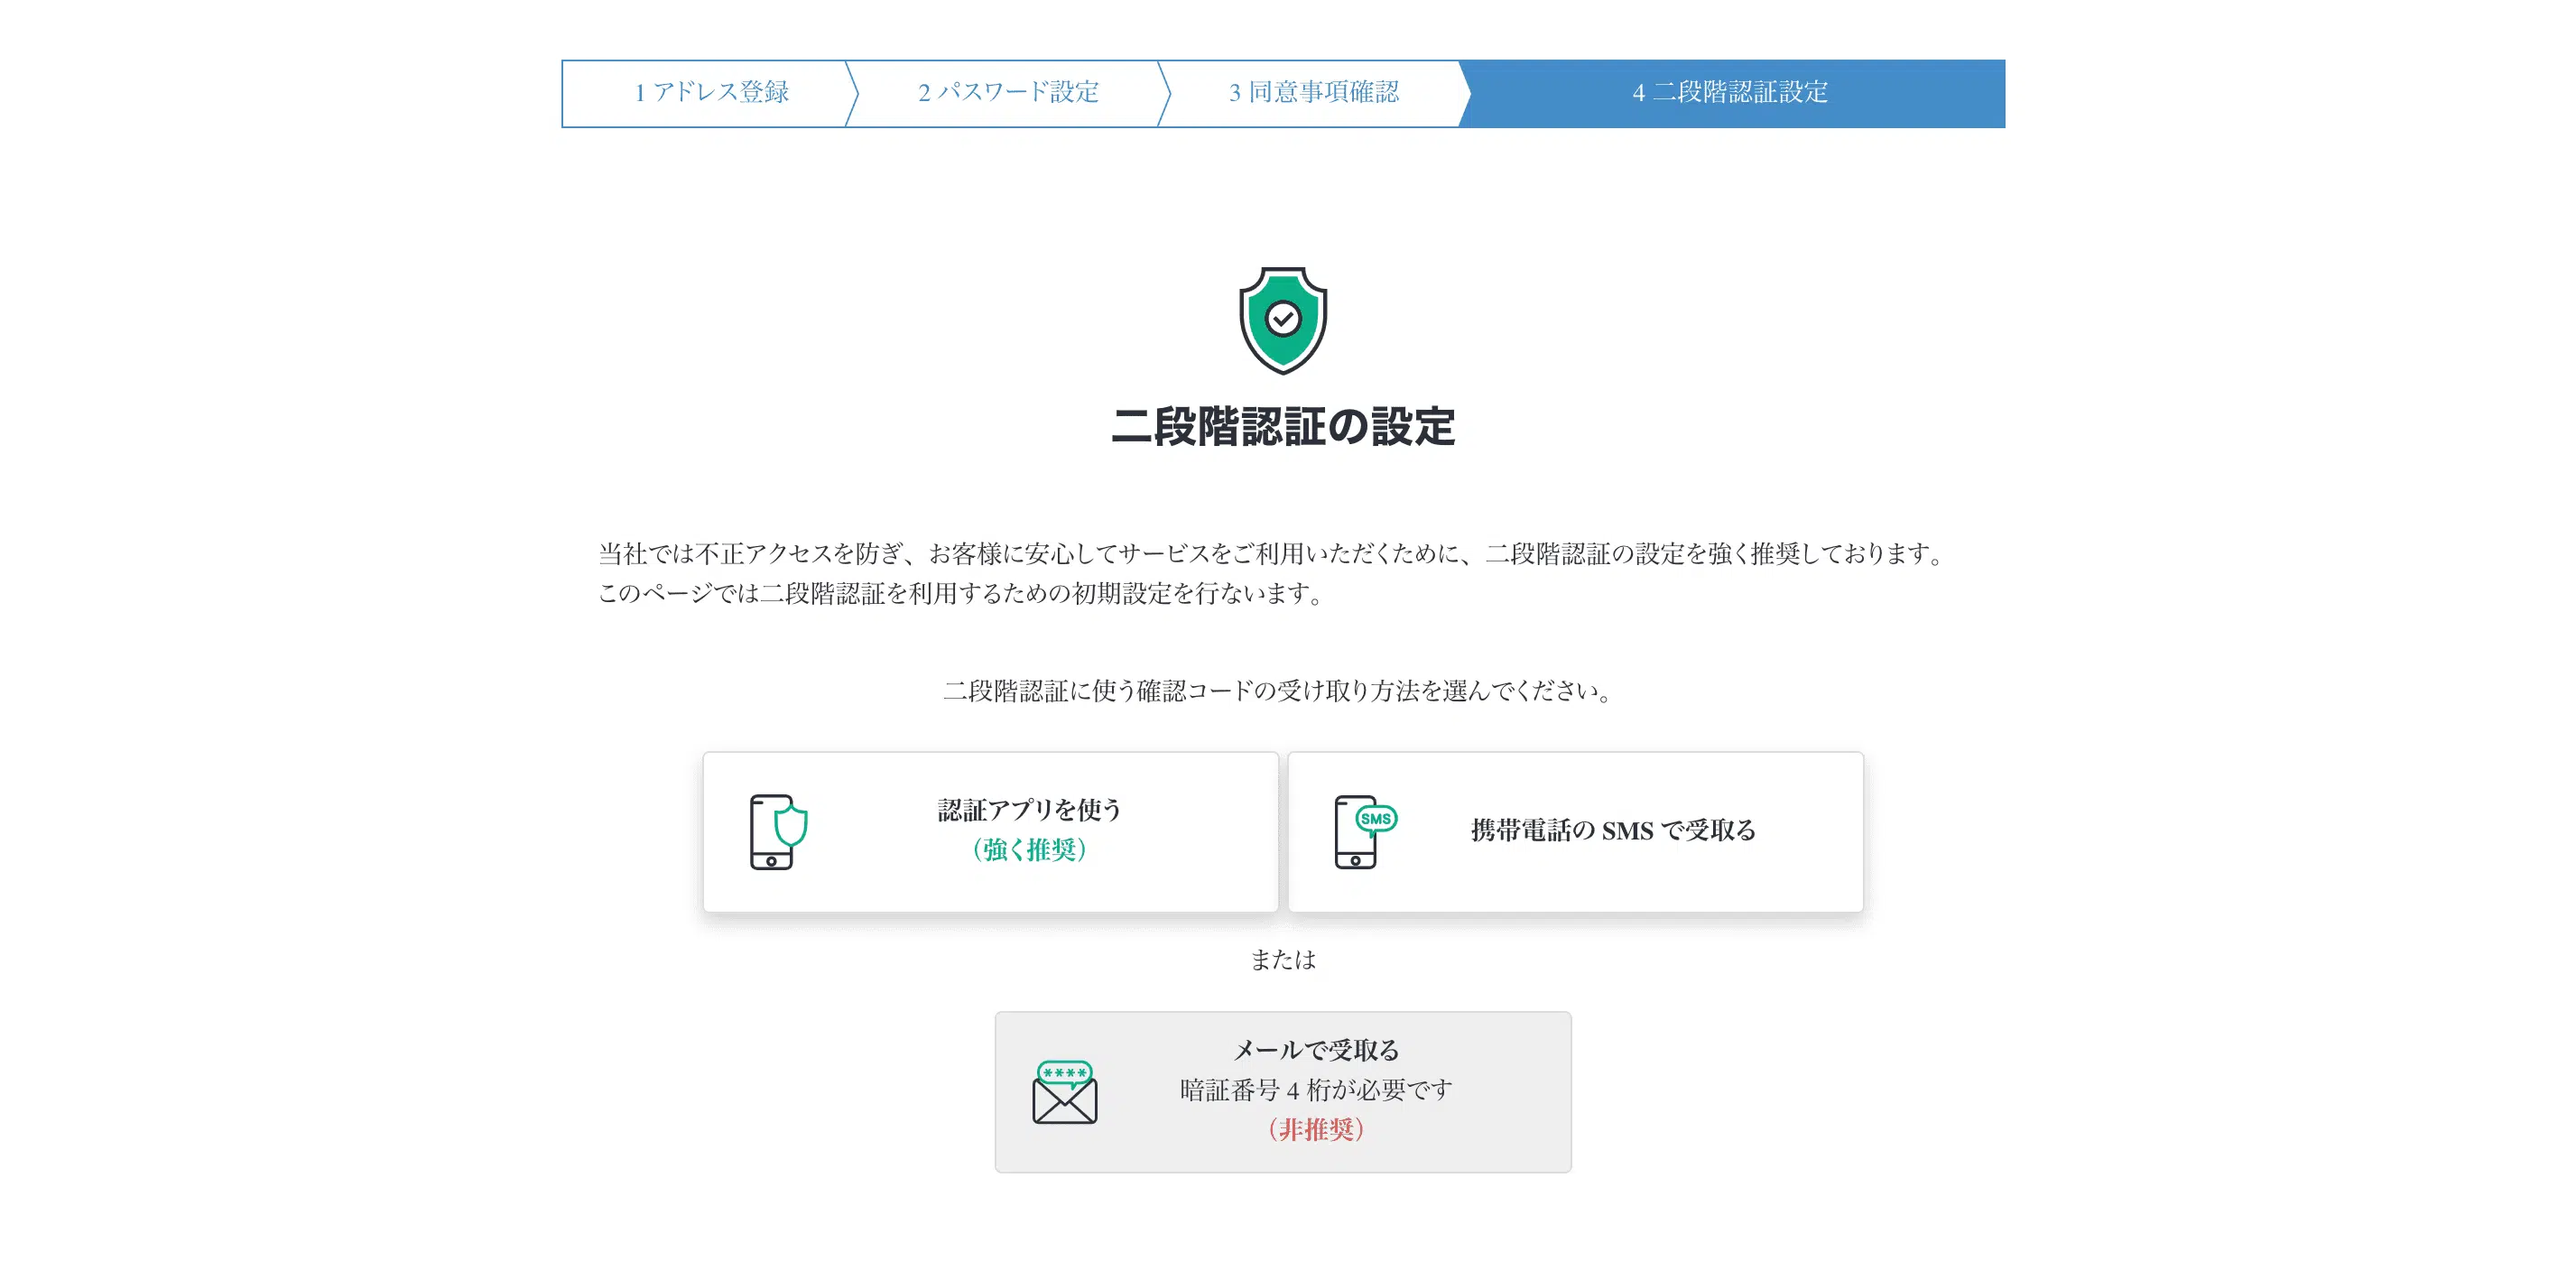 1 アドレス登録
2 パスワード設定
3 同意事項確認
4 二段階認証設定
二段階認証の設定
当社では不正アクセスを防ぎ、お客様に安心してサービスをご利用いただくために、二段階認証の設定を強く推奨しております。
このページでは二段階認証を利用するための初期設定を行ないます。
二段階認証に使う確認コードの受け取り方法を選んでください。
認証アプリを使う
（強く推奨）
SMS
携帯電話の SMS で受取る
または
****
メールで受取る
暗証番号 4 桁が必要です
（非推奨）